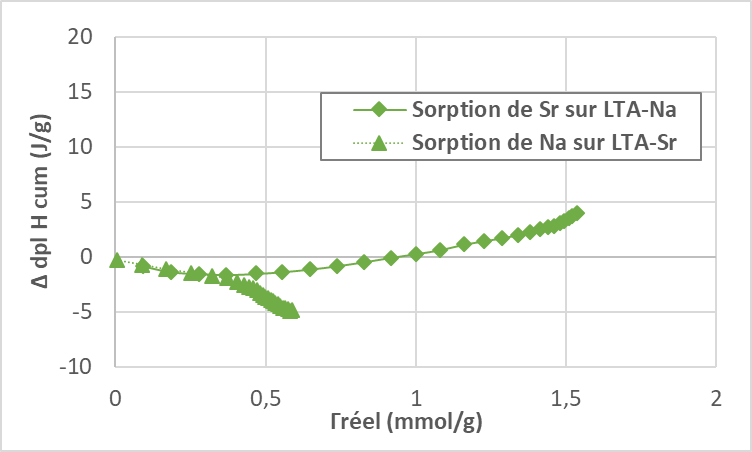 20
15
10
5
0
-5
-10
Δ dpl H cum (J/g)
Sorption de Sr sur LTA-Na
Sorption de Na sur LTA-Sr
0 0,5 1 1,5 2
Γréel (mmol/g)